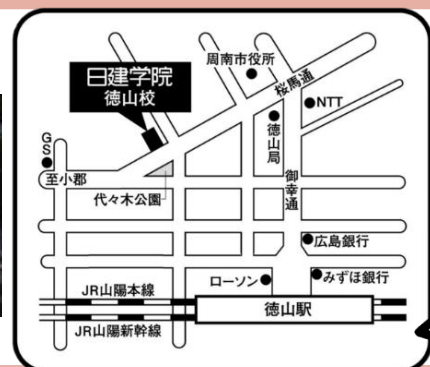 周南市役所
日建学院
徳山校
桜馬通
NTT
徳山局
GS
至小郡
代々木公園
御幸通
広島銀行
ローソン
みずほ銀行
JR山陽本線
徳山駅
JR山陽新幹線